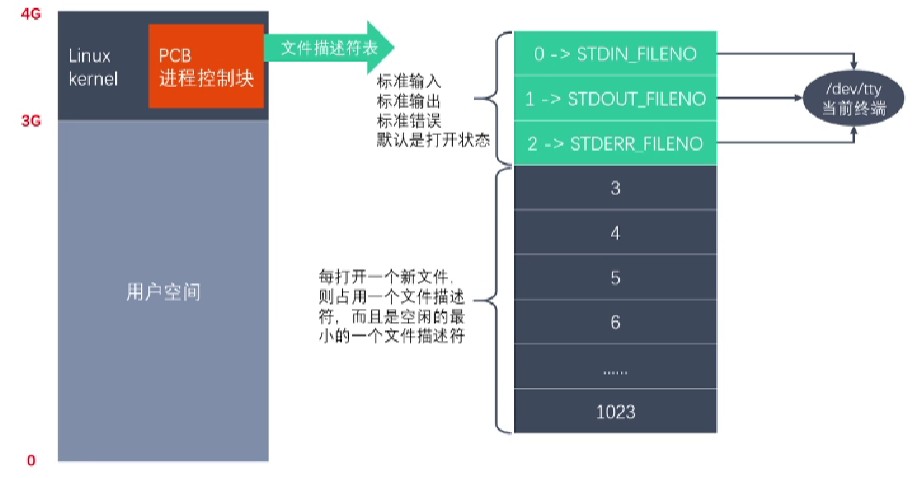 4G
Linux
kernel
PCB
进程控制块
文件描述符表
3G
用户空间
0
标准输入
标准输出
标准错误
默认是打开状态
每打开一个新文件,
则占用一个文件描述
符，而且是空闲的最
小的一个文件描述符
0 -> STDIN_FILENO
1 -> STDOUT_FILENO
2 -> STDERR_FILENO
3
4
5
6
......
1023
/dev/tty
当前终端